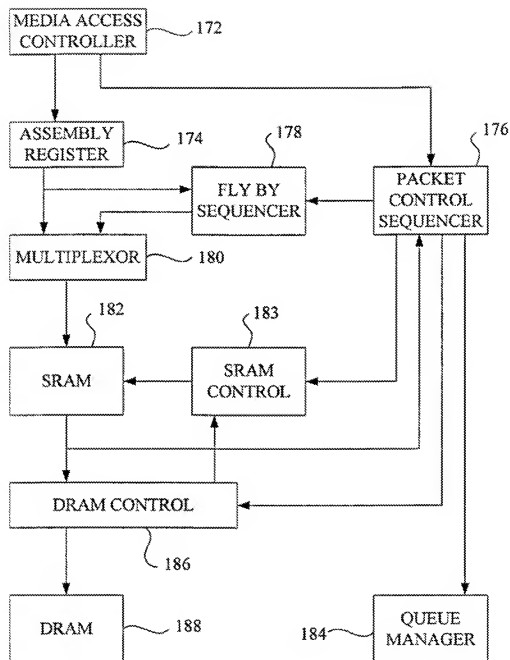 MEDIA ACCESS
CONTROLLER
172
ASSEMBLY
REGISTER
174
178
176
FLY BY
SEQUENCER
PACKET
CONTROL
SEQUENCER
MULTIPLEXOR
180
182
183
SRAM
SRAM
CONTROL
DRAM CONTROL
186
DRAM
188
184
QUEUE
MANAGER